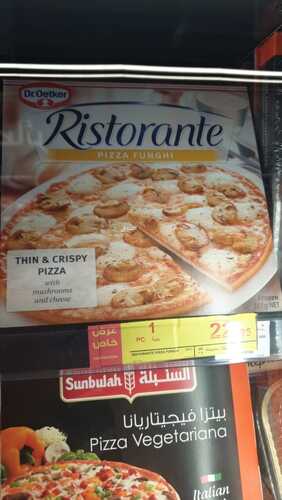 Dr. Oetker
Ristorante
PIZZA FUNGHI
THIN & CRISPY
PIZZA
with
mushrooms
and cheese
عرض
خاص
PC
1
حبة
السنبلة
Sunbulah
بيتزا فيجيتاريانا
Pizza Vegetariana
Italian